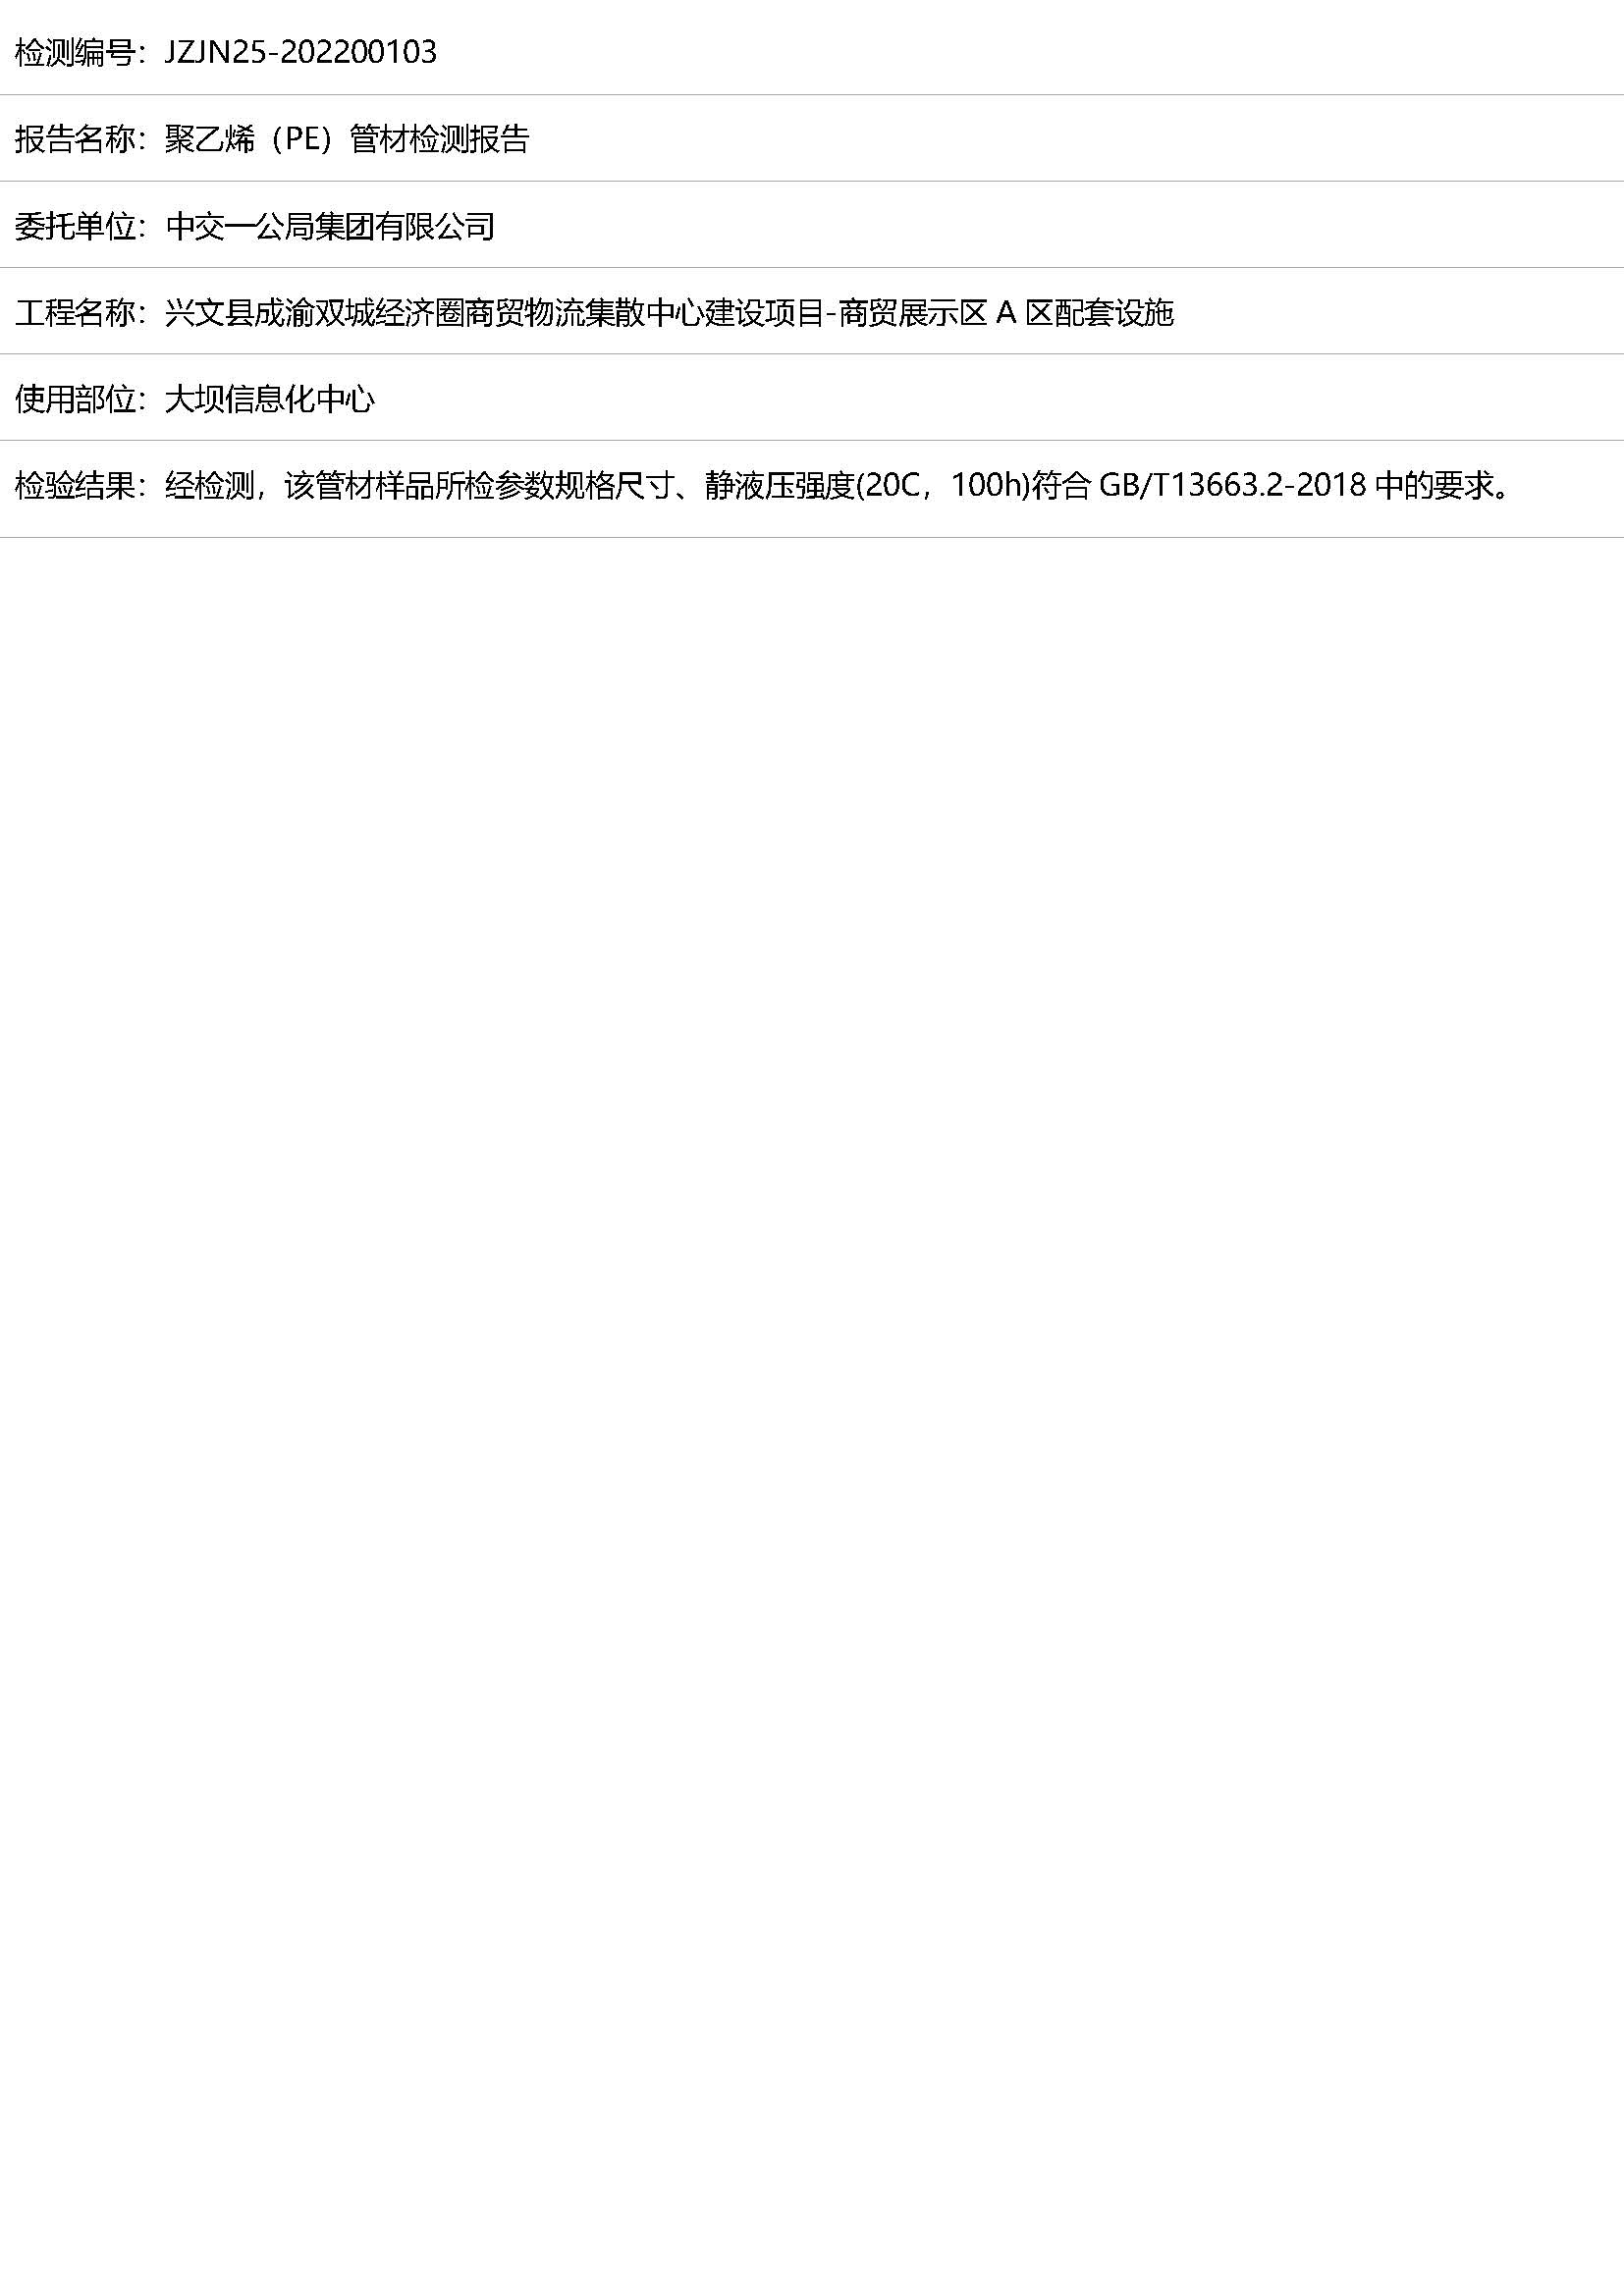 检测编号：JZJN25-202200103
报告名称：聚乙烯（PE）管材检测报告
委托单位：中交一公局集团有限公司
工程名称：兴文县成渝双城经济圈商贸物流集散中心建设项目-商贸展示区 A 区配套设施
使用部位：大坝信息化中心
检验结果：经检测，该管材样品所检参数规格尺寸、静液压强度(20C，100h)符合 GB/T13663.2-2018 中的要求。